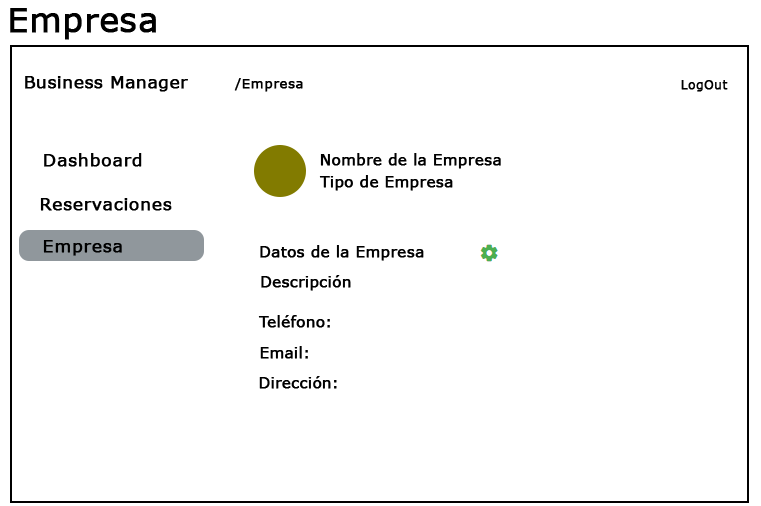 Empresa
Business Manager
/Empresa
LogOut
Dashboard
Reservaciones
Empresa
Nombre de la Empresa
Tipo de Empresa
Datos de la Empresa
Descripción
Teléfono:
Email:
Dirección: